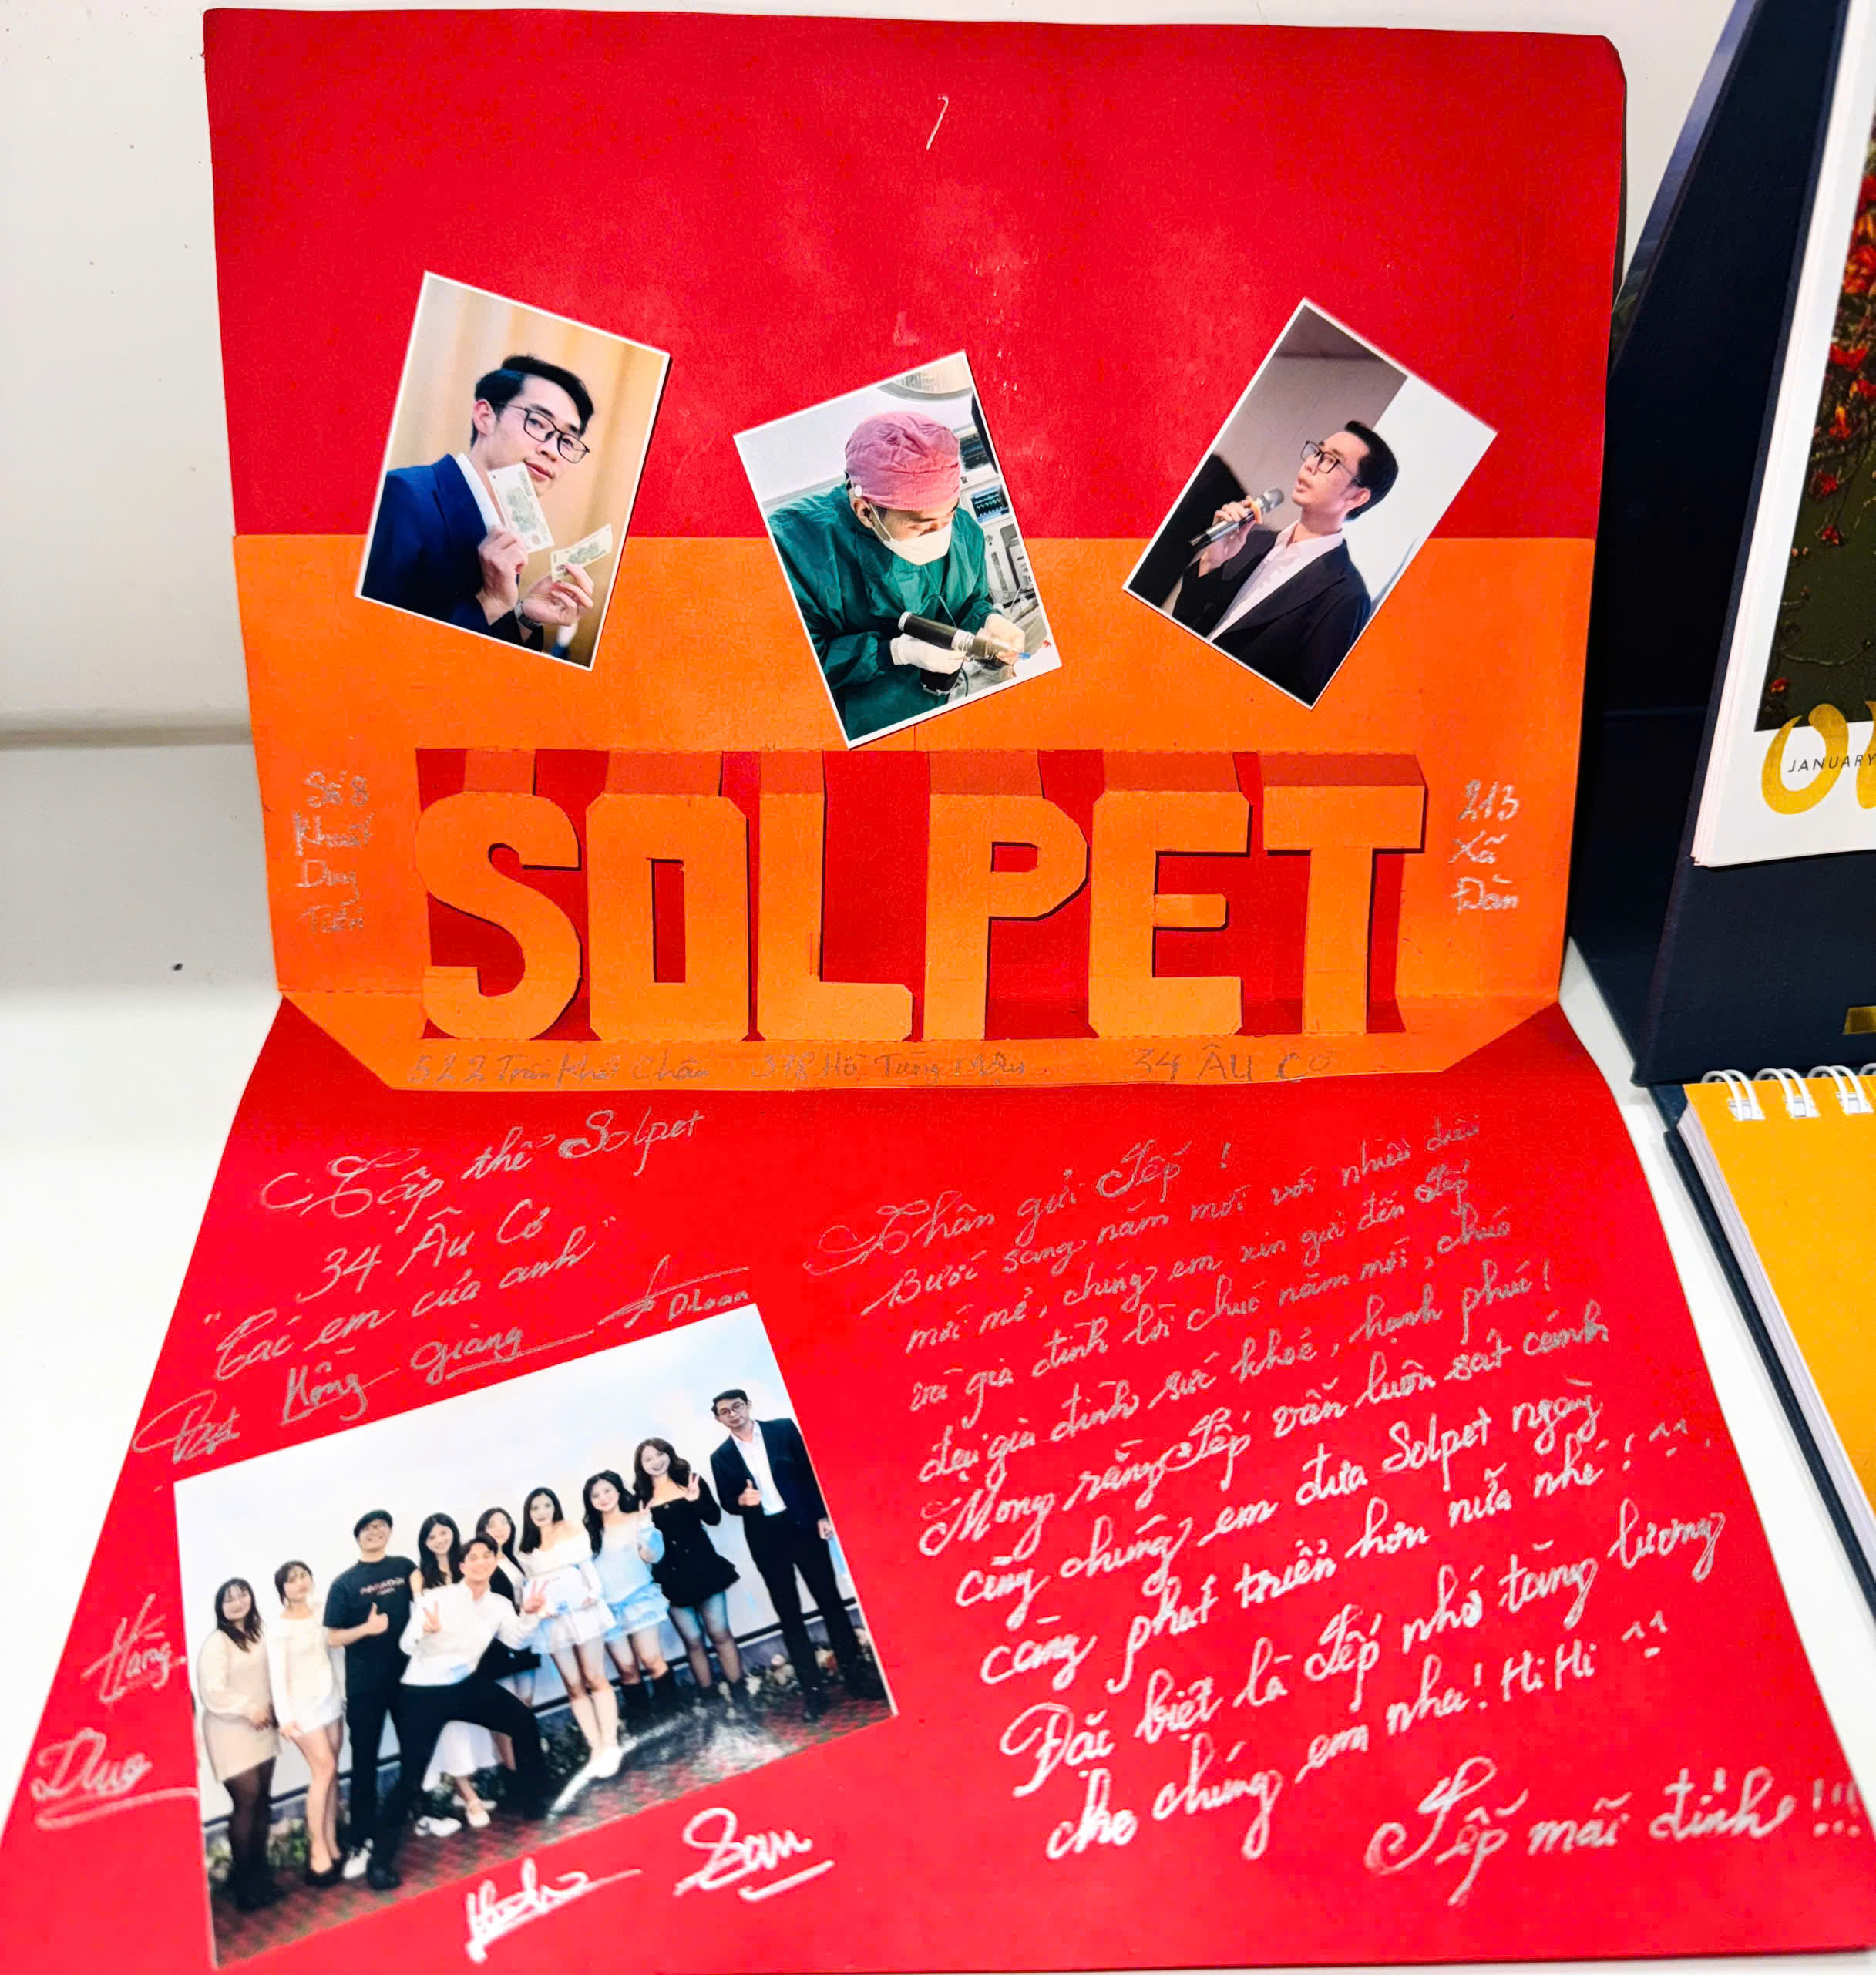 SOLPET
Số 8
213
Xã
Đàn
522 Trần Khát Chân 378 Hồ Tùng Mậu 34 ÂU CƠ
Tập thể Solpet
34 Âu Cơ
"Các em của anh"
Hồng Giang D.Loan
Hằng
Thân gửi Sếp !
Bước sang năm mới với nhiều điều
mới mẻ, chúng em xin gửi đến Sếp
và gia đình lời chúc năm mới, chúc
đại gia đình sức khoẻ, hạnh phúc!
Mong rằng Sếp vẫn luôn sát cánh
cùng chúng em đưa Solpet ngày
càng phát triển hơn nữa nhé! ^^
Đặc biệt là Sếp nhớ tăng lương
cho chúng em nha! Hi Hi ^^
Sếp mãi đỉnh !!!
JANUARY